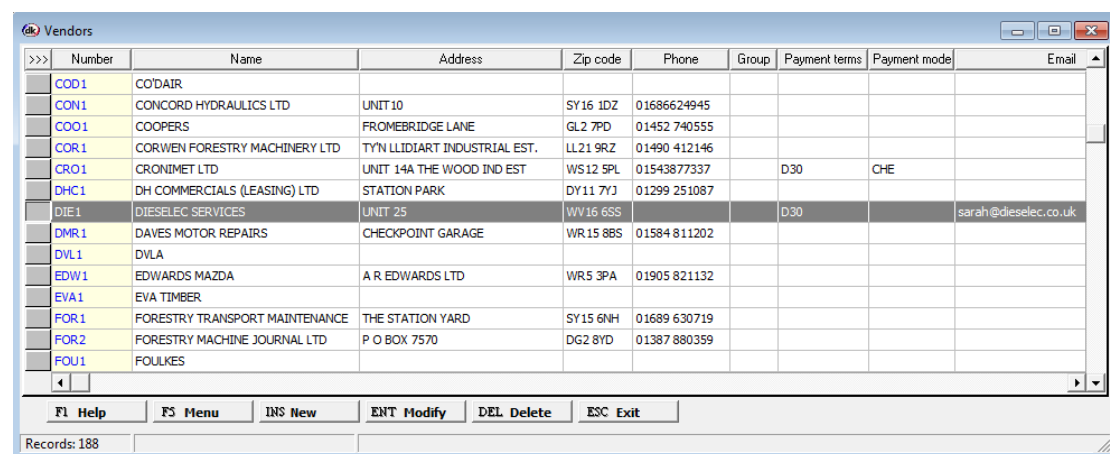 dk Vendors
>>> Number Name Address Zip code Phone Group Payment terms Payment mode Email
COD1 CO'DAIR
CON1 CONCORD HYDRAULICS LTD UNIT10 SY16 1DZ 01686624945
COO1 COOPERS FROMEBRIDGE LANE GL2 7PD 01452 740555
COR1 CORWEN FORESTRY MACHINERY LTD TY'N LLIDIART INDUSTRIAL EST. LL21 9RZ 01490 412146
CRO1 CRONIMET LTD UNIT 14A THE WOOD IND EST WS12 5PL 01543877337 D30 CHE
DHC1 DH COMMERCIALS (LEASING) LTD STATION PARK DY11 7YJ 01299 251087
DIE1 DIESELEC SERVICES UNIT 25 WV16 6SS D30 sarah@dieselec.co.uk
DMR1 DAVES MOTOR REPAIRS CHECKPOINT GARAGE WR15 8BS 01584 811202
DVL1 DVLA
EDW1 EDWARDS MAZDA A R EDWARDS LTD WR5 3PA 01905 821132
EVA1 EVA TIMBER
FOR1 FORESTRY TRANSPORT MAINTENANCE THE STATION YARD SY15 6NH 01689 630719
FOR2 FORESTRY MACHINE JOURNAL LTD P O BOX 7570 DG2 8YD 01387 880359
FOU1 FOULKES
F1 Help F5 Menu INS New ENT Modify DEL Delete ESC Exit
Records: 188